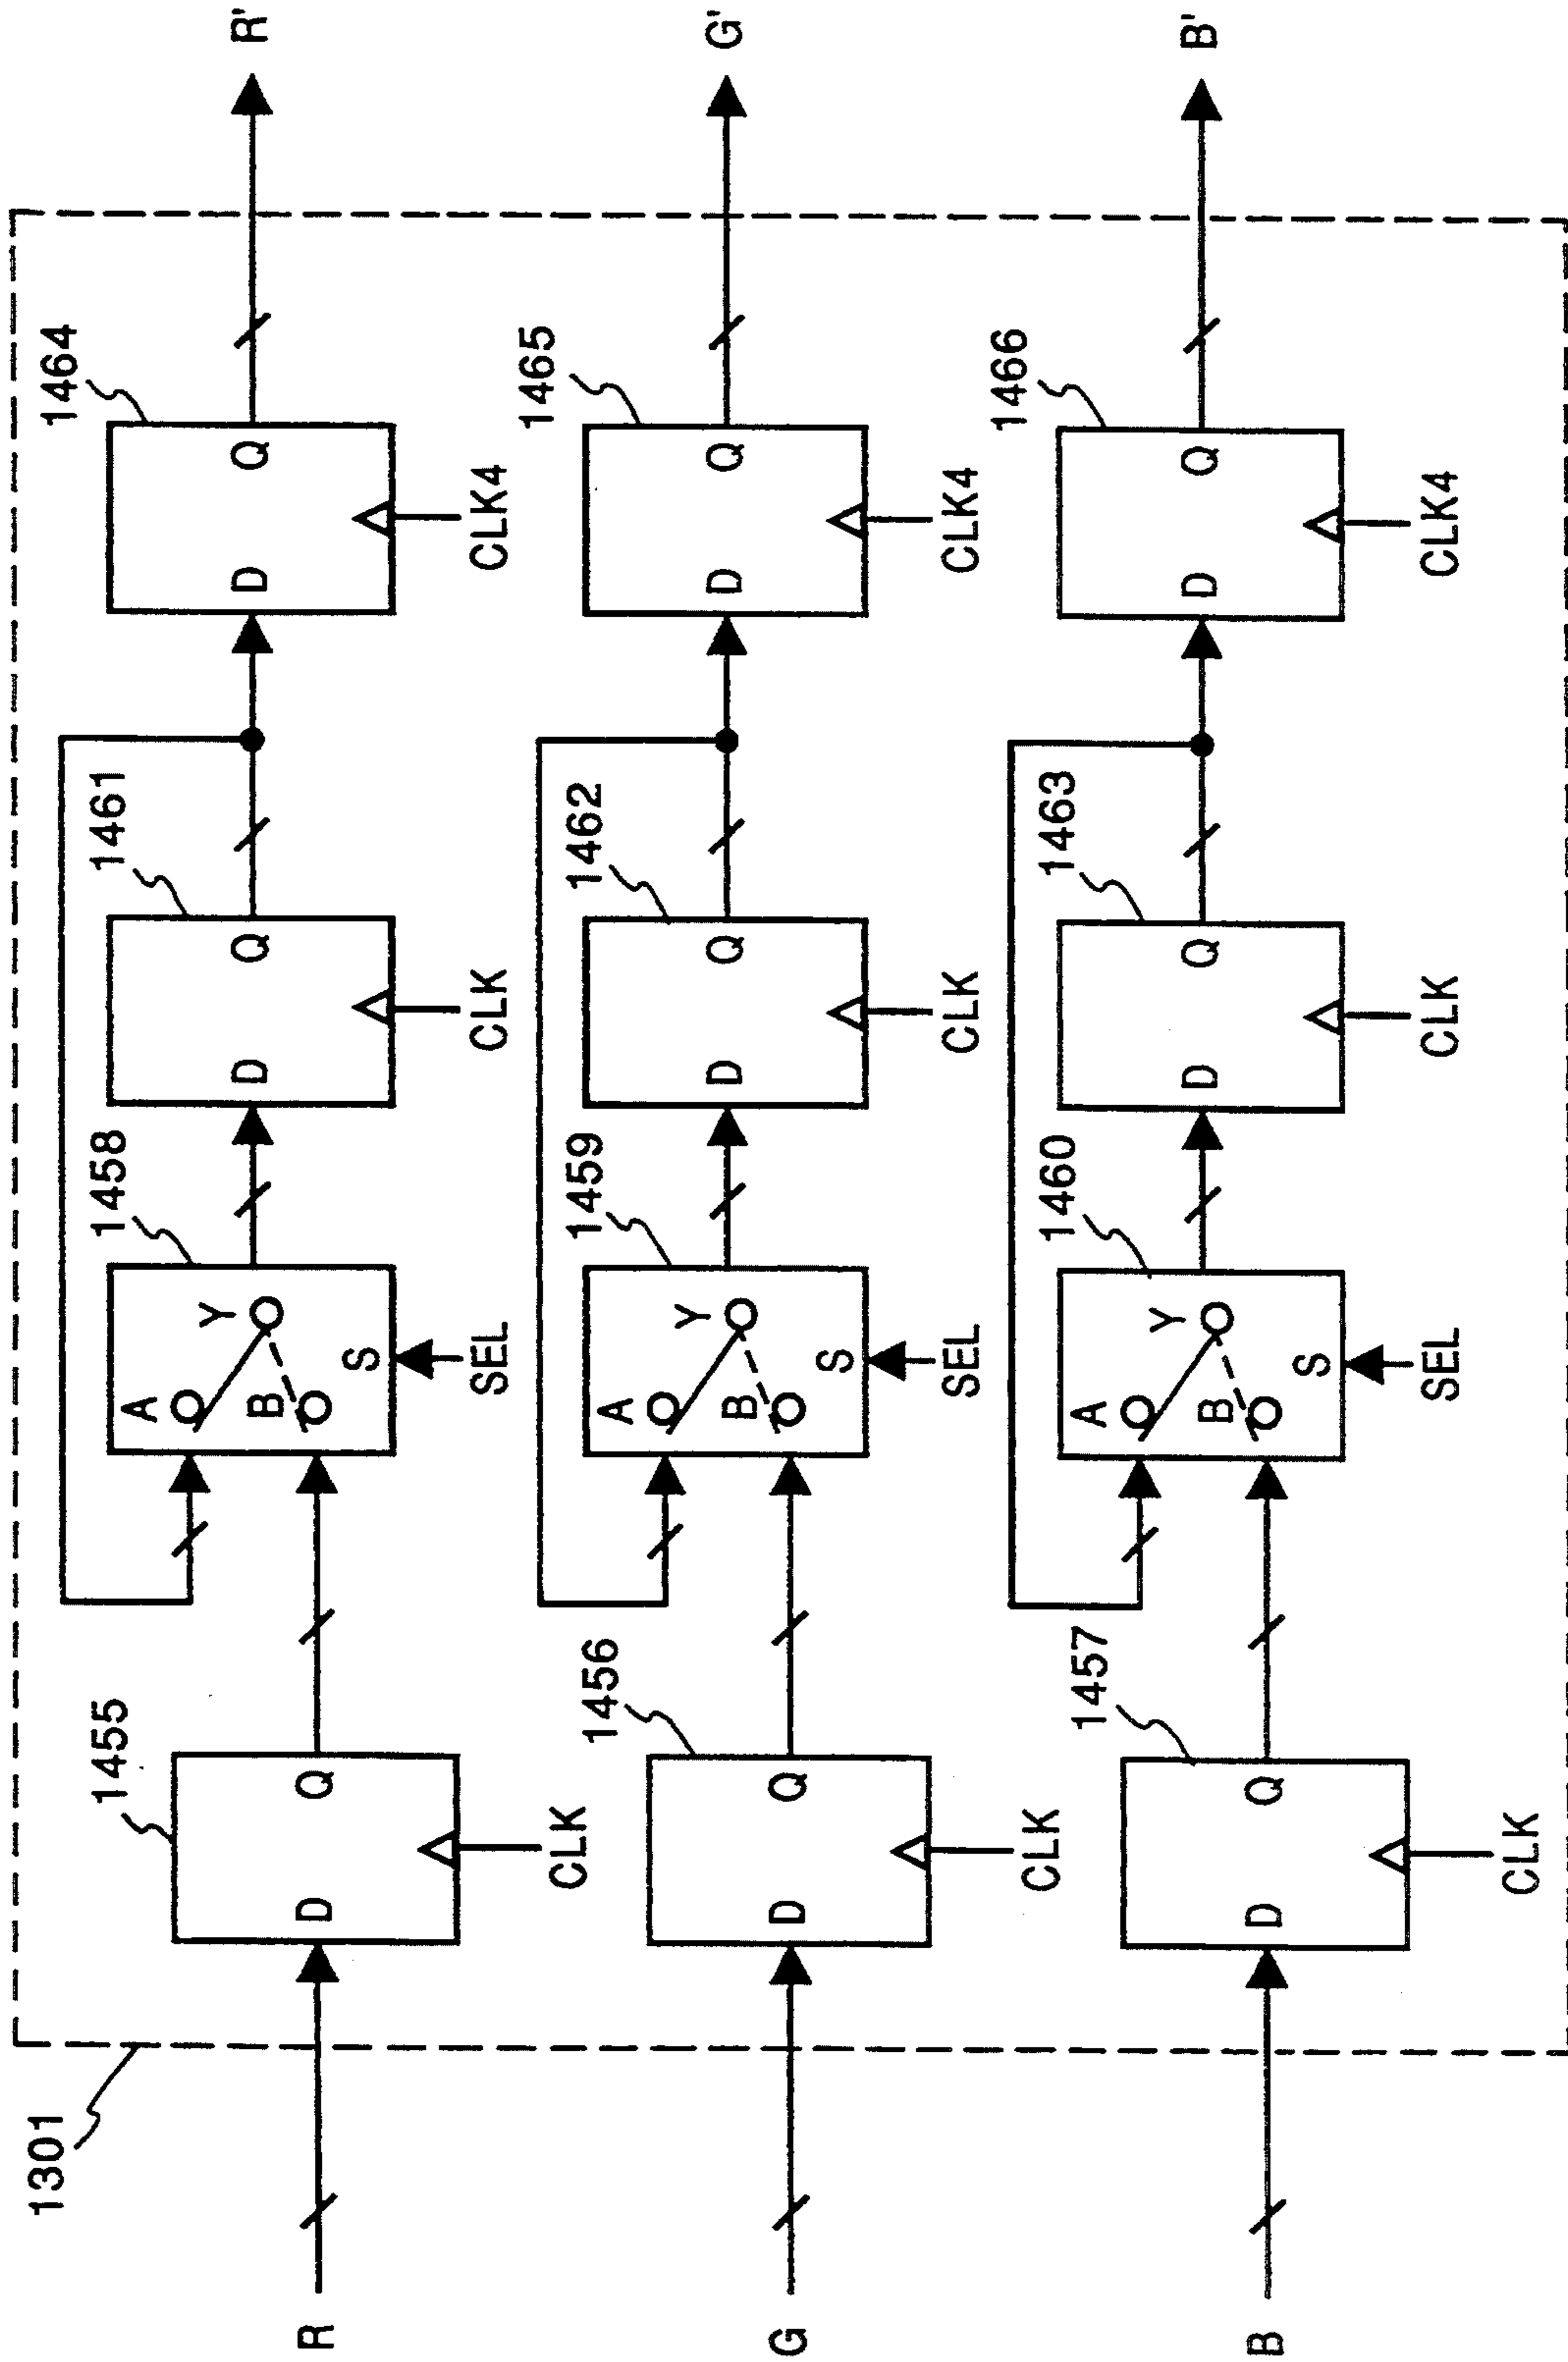 1301
R
1455
D
Q
CLK
1458
A
B
Y
S
SEL
1461
D
Q
CLK
1464
D
Q
CLK4
R'
G
1456
D
Q
CLK
1459
A
B
Y
S
SEL
1462
D
Q
CLK
1465
D
Q
CLK4
G'
B
1457
D
Q
CLK
1460
A
B
Y
S
SEL
1463
D
Q
CLK
1466
D
Q
CLK4
B'